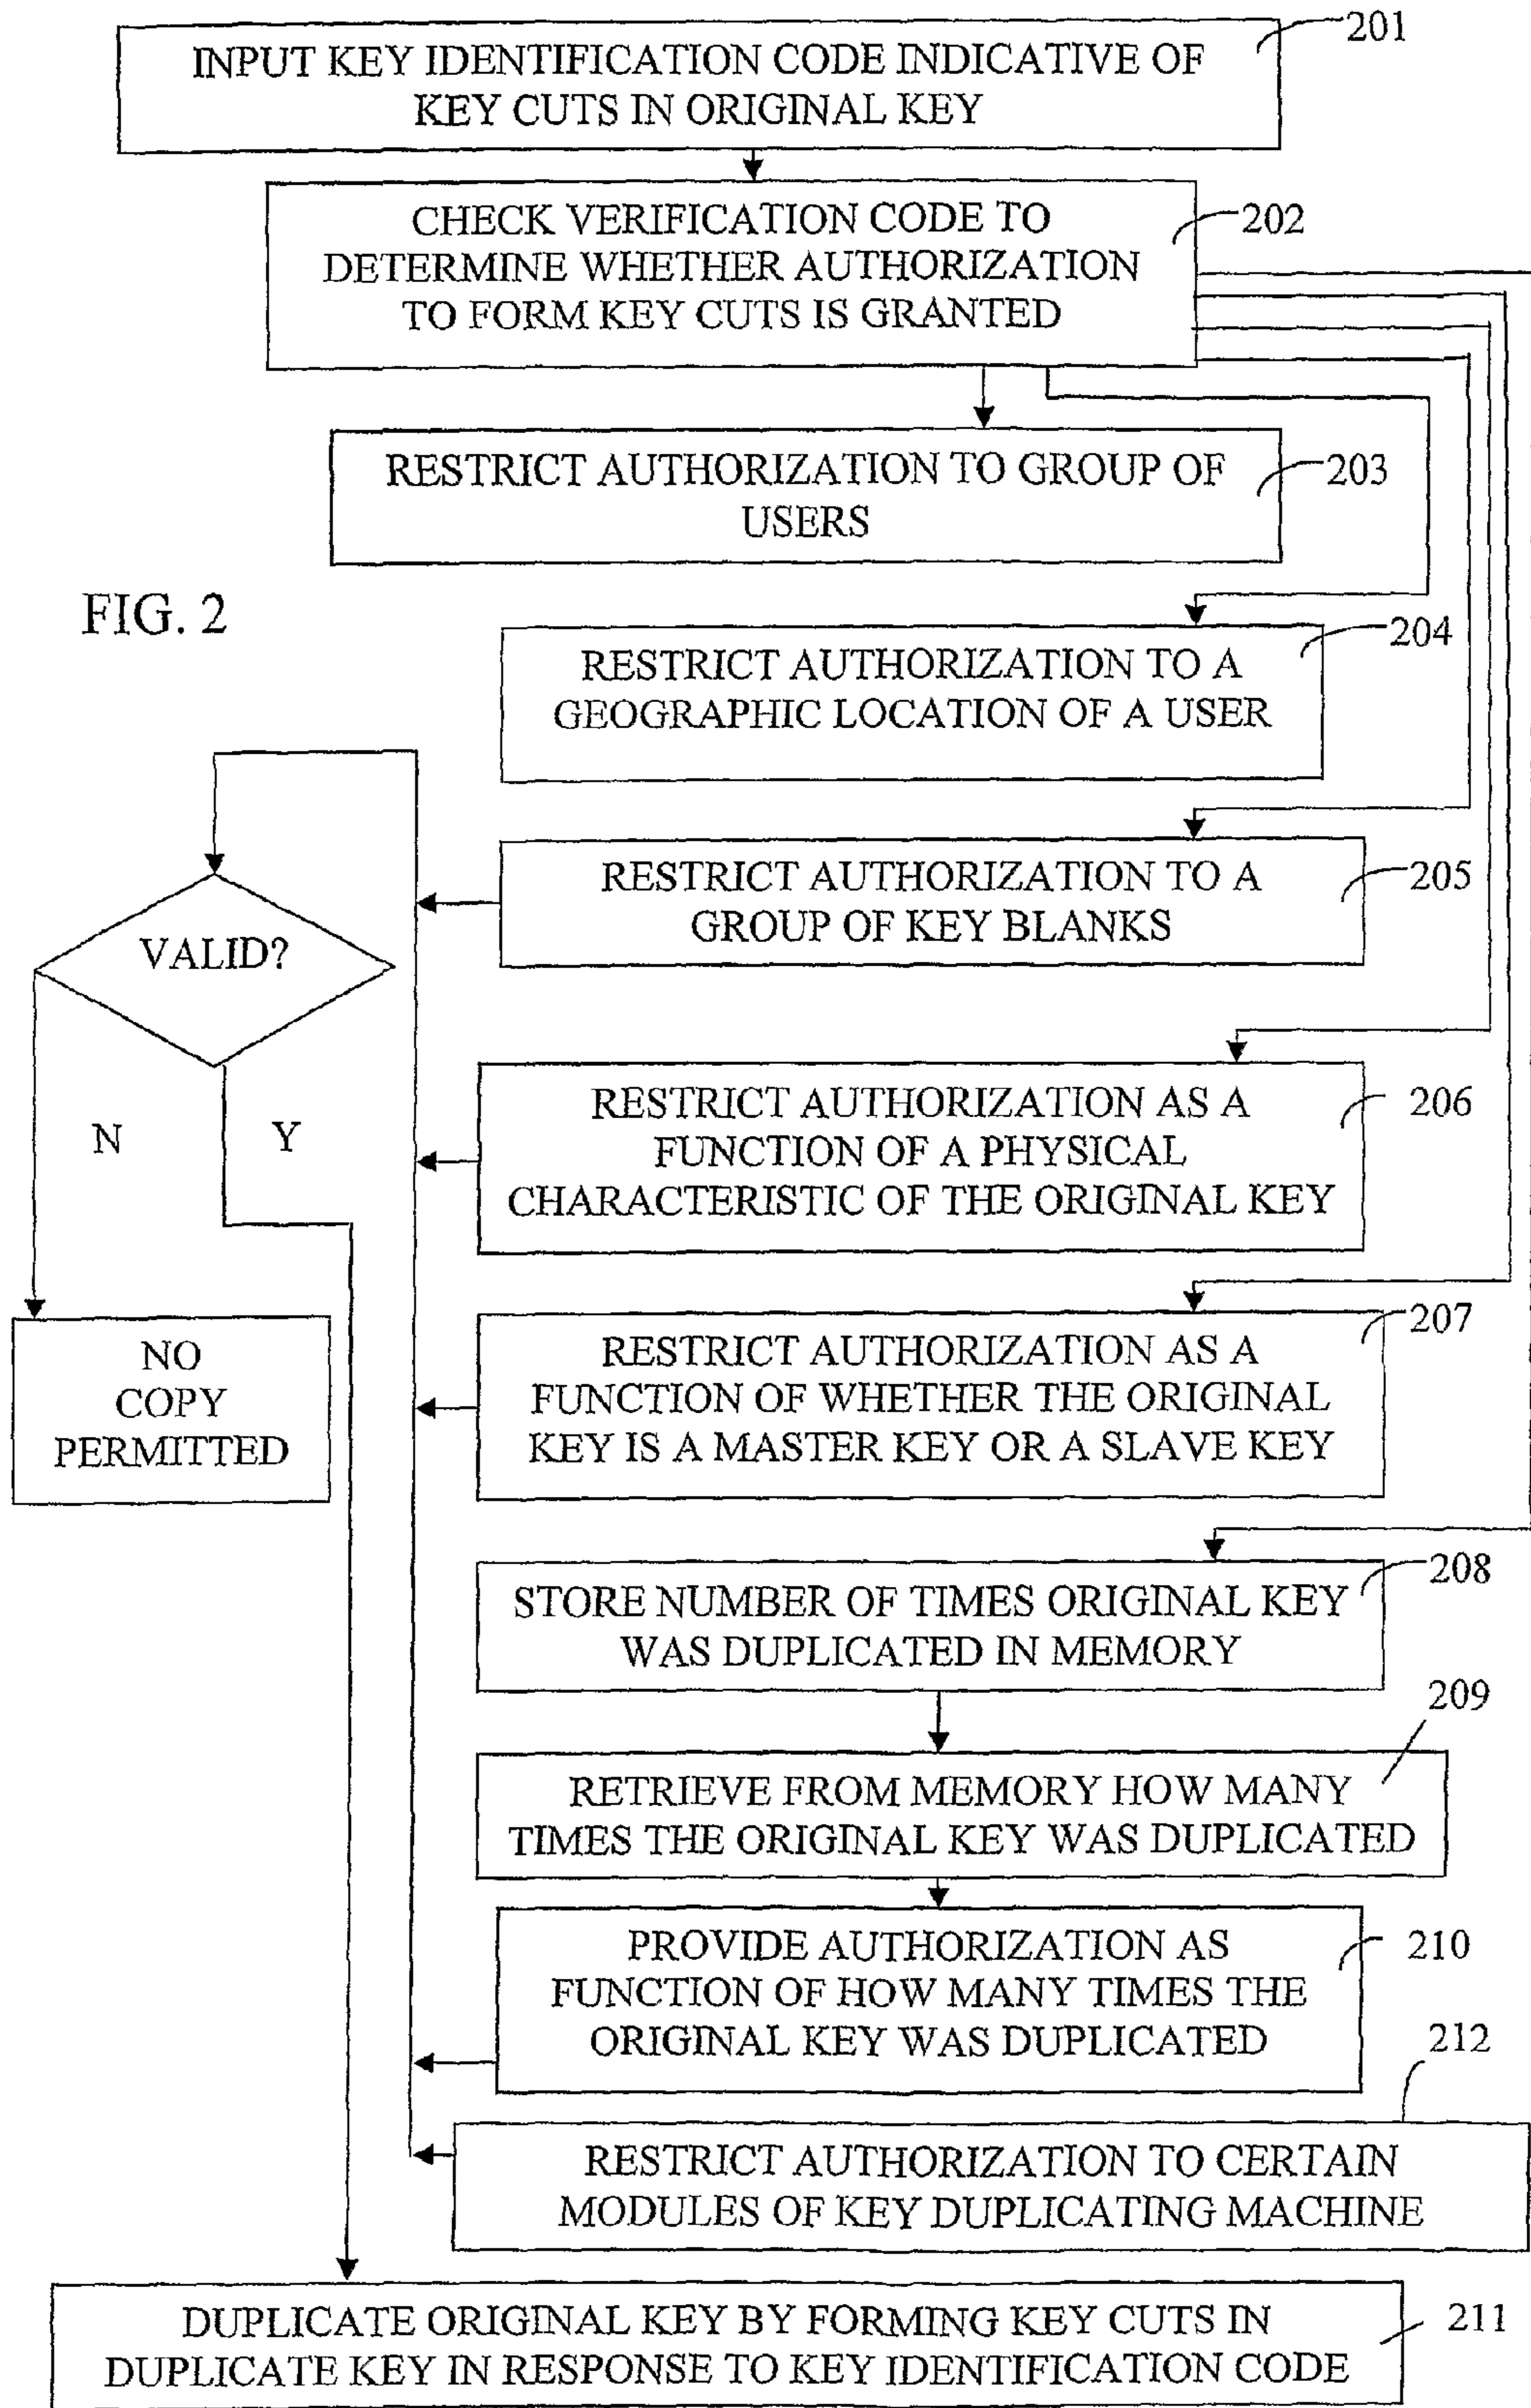 201
INPUT KEY IDENTIFICATION CODE INDICATIVE OF
KEY CUTS IN ORIGINAL KEY
202
CHECK VERIFICATION CODE TO
DETERMINE WHETHER AUTHORIZATION
TO FORM KEY CUTS IS GRANTED
203
RESTRICT AUTHORIZATION TO GROUP OF
USERS
FIG. 2
204
RESTRICT AUTHORIZATION TO A
GEOGRAPHIC LOCATION OF A USER
205
RESTRICT AUTHORIZATION TO A
GROUP OF KEY BLANKS
VALID?
N
Y
206
RESTRICT AUTHORIZATION AS A
FUNCTION OF A PHYSICAL
CHARACTERISTIC OF THE ORIGINAL KEY
207
RESTRICT AUTHORIZATION AS A
FUNCTION OF WHETHER THE ORIGINAL
KEY IS A MASTER KEY OR A SLAVE KEY
NO
COPY
PERMITTED
208
STORE NUMBER OF TIMES ORIGINAL KEY
WAS DUPLICATED IN MEMORY
209
RETRIEVE FROM MEMORY HOW MANY
TIMES THE ORIGINAL KEY WAS DUPLICATED
210
PROVIDE AUTHORIZATION AS
FUNCTION OF HOW MANY TIMES THE
ORIGINAL KEY WAS DUPLICATED
212
RESTRICT AUTHORIZATION TO CERTAIN
MODULES OF KEY DUPLICATING MACHINE
211
DUPLICATE ORIGINAL KEY BY FORMING KEY CUTS IN
DUPLICATE KEY IN RESPONSE TO KEY IDENTIFICATION CODE